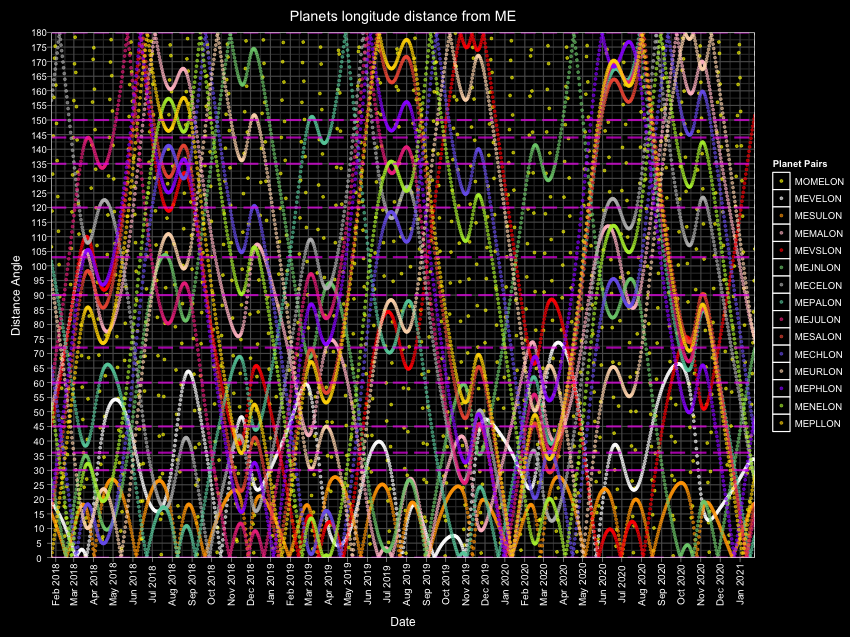 Planets longitude distance from ME
Distance Angle
180
175
170
165
160
155
150
145
140
135
130
125
120
115
110
105
100
95
90
85
80
75
70
65
60
55
50
45
40
35
30
25
20
15
10
5
0
Feb 2018
Mar 2018
Apr 2018
May 2018
Jun 2018
Jul 2018
Aug 2018
Sep 2018
Oct 2018
Nov 2018
Dec 2018
Jan 2019
Feb 2019
Mar 2019
Apr 2019
May 2019
Jun 2019
Jul 2019
Aug 2019
Sep 2019
Oct 2019
Nov 2019
Dec 2019
Jan 2020
Feb 2020
Mar 2020
Apr 2020
May 2020
Jun 2020
Jul 2020
Aug 2020
Sep 2020
Oct 2020
Nov 2020
Dec 2020
Jan 2021
Date
Planet Pairs
MOMELON
MEVELON
MESULON
MEMALON
MEVSLON
MEJNLON
MECELON
MEPALON
MEJULON
MESALON
MECHLON
MEURLON
MEPHLON
MENELON
MEPLLON